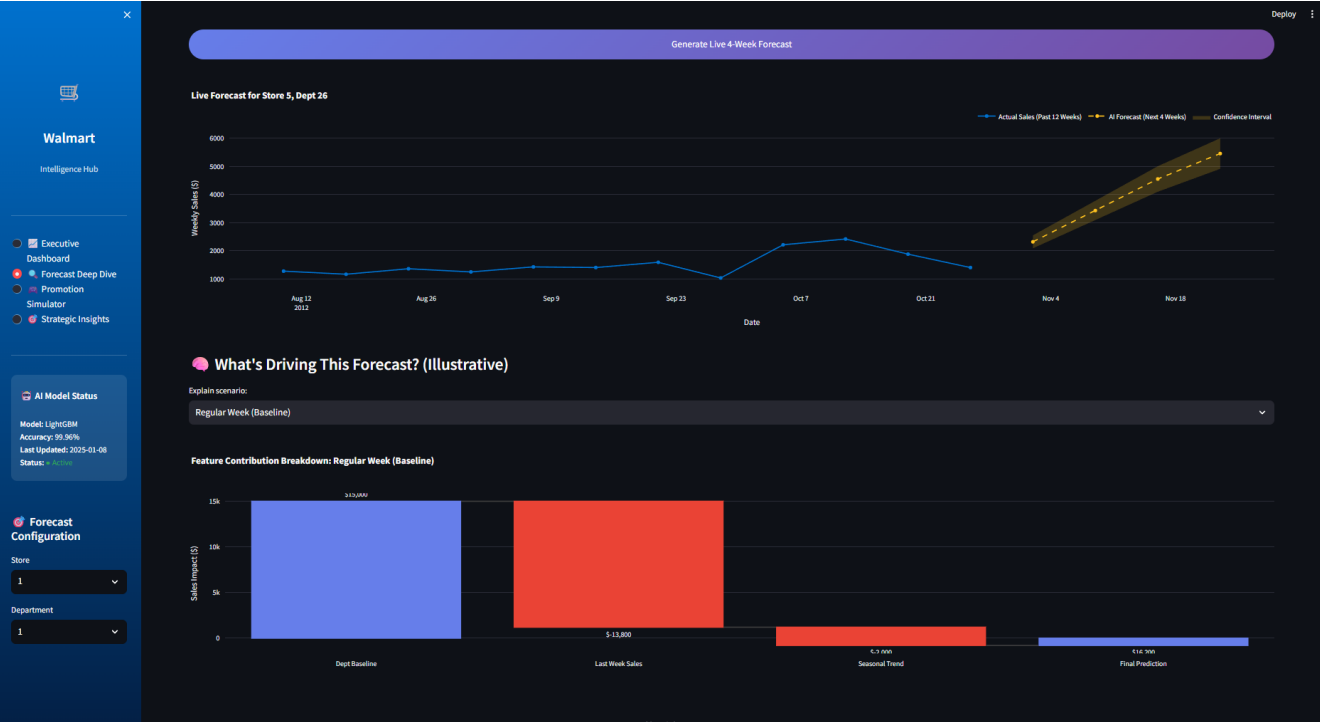 ×
Deploy
Walmart
Intelligence Hub
Executive
Dashboard
Forecast Deep Dive
Promotion
Simulator
Strategic Insights
AI Model Status
Model: LightGBM
Accuracy: 99.96%
Last Updated: 2025-01-08
Status: Active
Forecast
Configuration
Store
1
Department
1
Generate Live 4-Week Forecast
Live Forecast for Store 5, Dept 26
Actual Sales (Past 12 Weeks) AI Forecast (Next 4 Weeks) Confidence Interval
6000
5000
4000
3000
2000
1000
Weekly Sales ($)
Aug 12 Aug 26 Sep 9 Sep 23 Oct 7 Oct 21 Nov 4 Nov 18
2012
Date
What's Driving This Forecast? (Illustrative)
Explain scenario:
Regular Week (Baseline)
Feature Contribution Breakdown: Regular Week (Baseline)
$15,000
15k
10k
5k
0
Sales Impact ($)
$-13,800
$-2,000
$16,200
Dept Baseline Last Week Sales Seasonal Trend Final Prediction